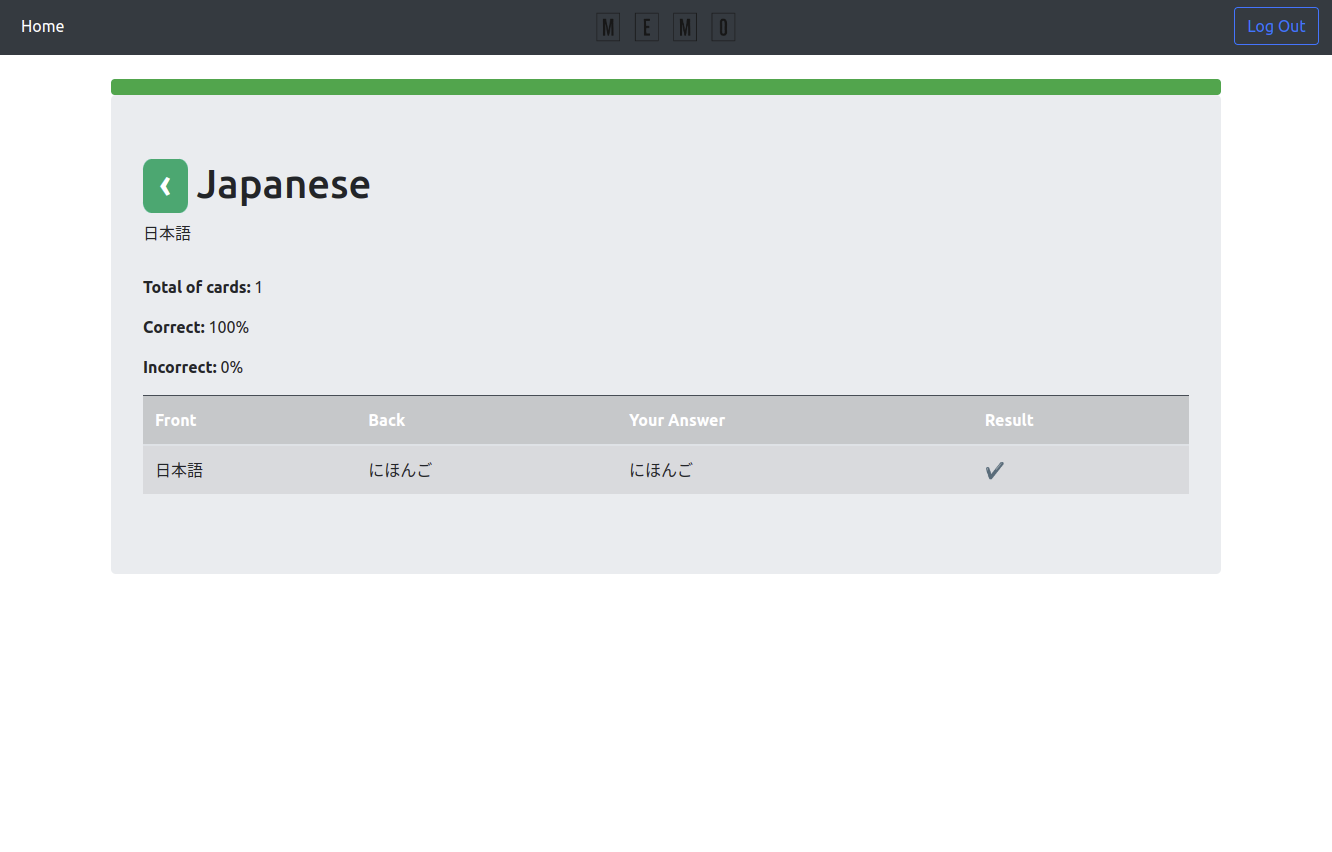 Home
MEMO
Log Out
‹ Japanese
日本語
Total of cards: 1
Correct: 100%
Incorrect: 0%
Front Back Your Answer Result
日本語 にほんご にほんご ✔